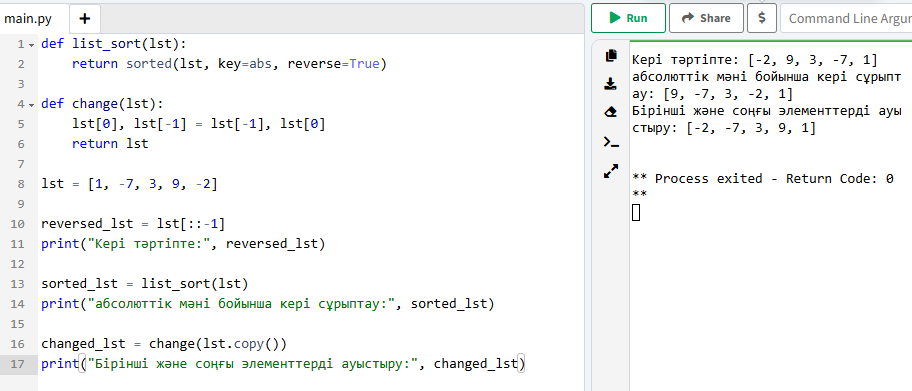 main.py +
Run Share $ Command Line Argur
1 def list_sort(lst):
2 return sorted(lst, key=abs, reverse=True)
3
4 def change(lst):
5 lst[0], lst[-1] = lst[-1], lst[0]
6 return lst
7
8 lst = [1, -7, 3, 9, -2]
9
10 reversed_lst = lst[::-1]
11 print("Кері тәртіпте:", reversed_lst)
12
13 sorted_lst = list_sort(lst)
14 print("абсолюттік мәні бойынша кері сұрыптау:", sorted_lst)
15
16 changed_lst = change(lst.copy())
17 print("Бірінші және соңғы элементтерді ауыстыру:", changed_lst)
Кері тәртіпте: [-2, 9, 3, -7, 1]
абсолюттік мәні бойынша кері сұрыпт
ау: [9, -7, 3, -2, 1]
Бірінші және соңғы элементтерді ауы
стыру: [-2, -7, 3, 9, 1]
** Process exited - Return Code: 0
**